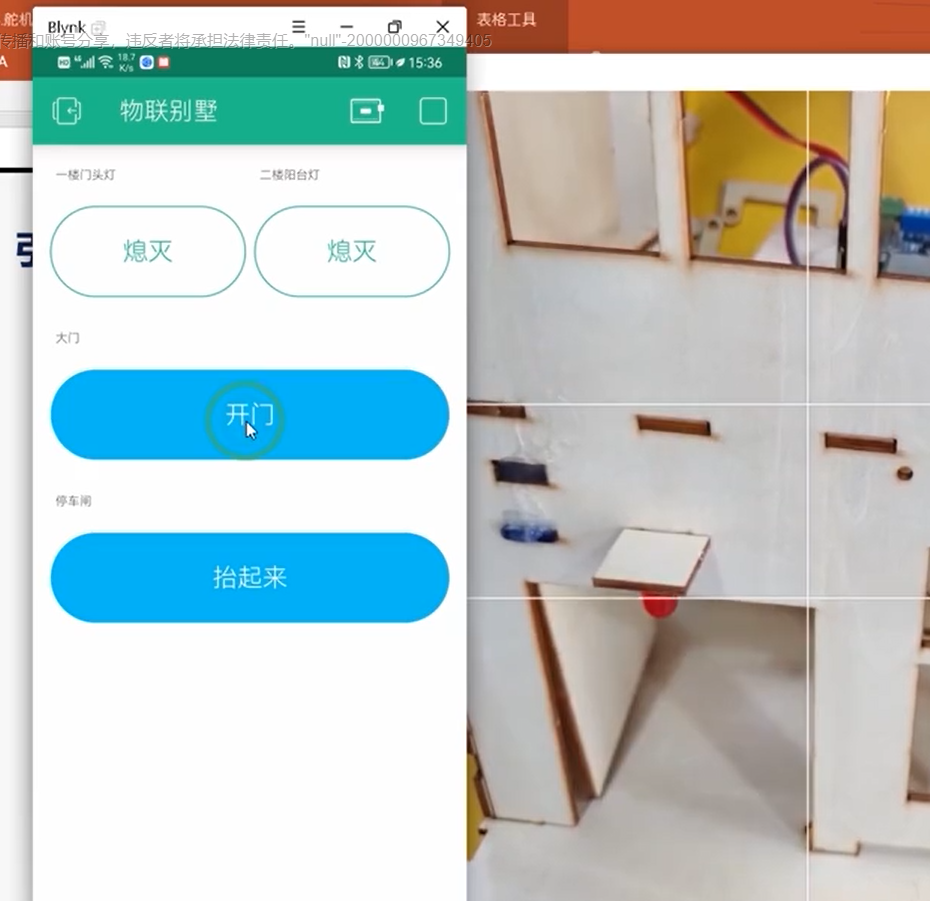 舵机
表格工具
Blynk
传播和账号分享，违反者将承担法律责任。"null"-2000000967349405
A
HD
18.7
K/s
15:36
物联别墅
一楼门头灯
二楼阳台灯
熄灭
熄灭
大门
开门
停车闸
抬起来